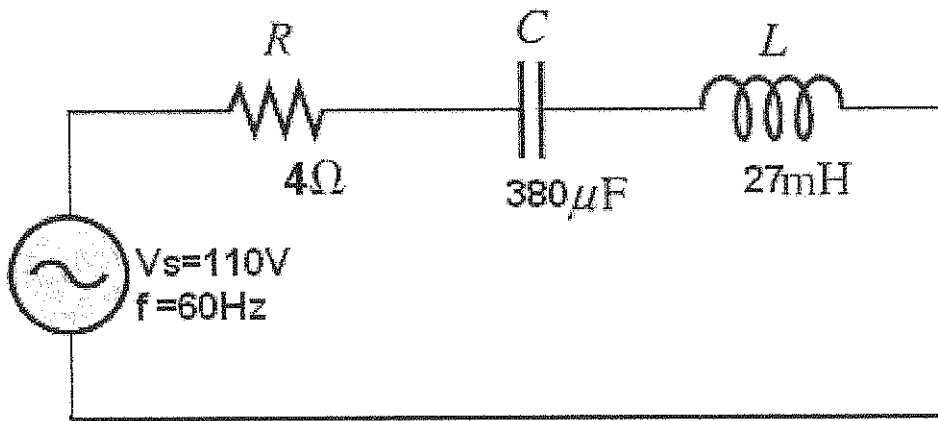 R
C
L
4Ω
380μF
27mH
Vs=110V
f=60Hz